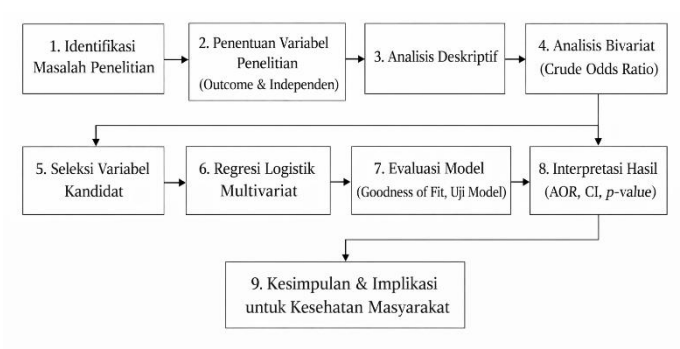 1. Identifikasi
Masalah Penelitian
2. Penentuan Variabel
Penelitian
(Outcome & Independen)
3. Analisis Deskriptif
4. Analisis Bivariat
(Crude Odds Ratio)
5. Seleksi Variabel
Kandidat
6. Regresi Logistik
Multivariat
7. Evaluasi Model
(Goodness of Fit, Uji Model)
8. Interpretasi Hasil
(AOR, CI, p-value)
9. Kesimpulan & Implikasi
untuk Kesehatan Masyarakat